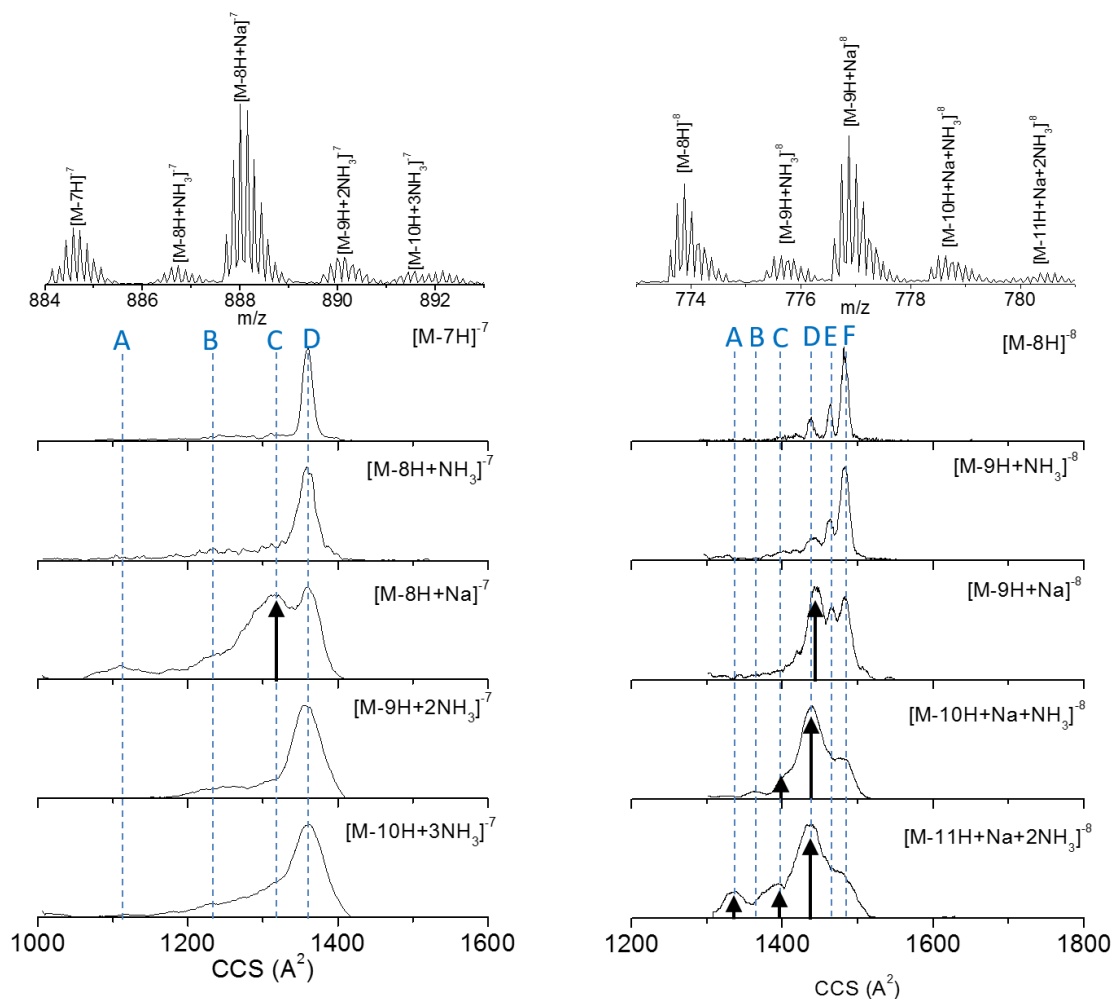 [M-7H]⁻⁷
[M-8H+NH₃]⁻⁷
[M-8H+Na]⁻⁷
[M-9H+2NH₃]⁻⁷
[M-10H+3NH₃]⁻⁷
884 886 888 890 892
m/z
[M-7H]⁻⁷
A B C D
[M-8H+NH₃]⁻⁷
[M-8H+Na]⁻⁷
[M-9H+2NH₃]⁻⁷
[M-10H+3NH₃]⁻⁷
1000 1200 1400 1600
CCS (A²)
[M-8H]⁻⁸
[M-9H+NH₃]⁻⁸
[M-9H+Na]⁻⁸
[M-10H+Na+NH₃]⁻⁸
[M-11H+Na+2NH₃]⁻⁸
774 776 778 780
m/z
[M-8H]⁻⁸
A B C D E F
[M-9H+NH₃]⁻⁸
[M-9H+Na]⁻⁸
[M-10H+Na+NH₃]⁻⁸
[M-11H+Na+2NH₃]⁻⁸
1200 1400 1600 1800
CCS (A²)